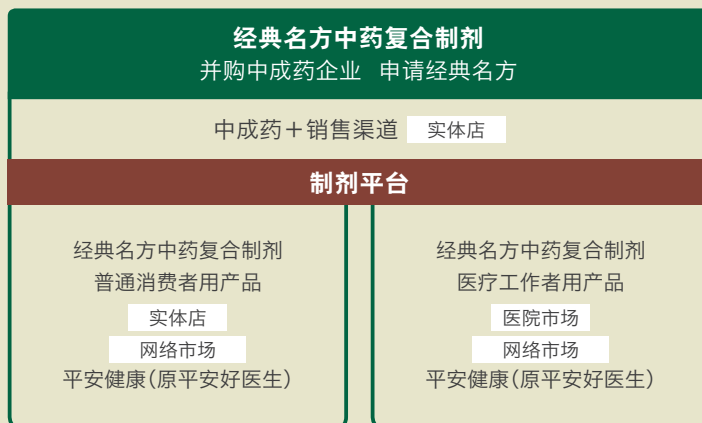 经典名方中药复合制剂
并购中成药企业 申请经典名方
中成药＋销售渠道 实体店
制剂平台
经典名方中药复合制剂
普通消费者用产品
实体店
网络市场
平安健康（原平安好医生）
经典名方中药复合制剂
医疗工作者用产品
医院市场
网络市场
平安健康（原平安好医生）